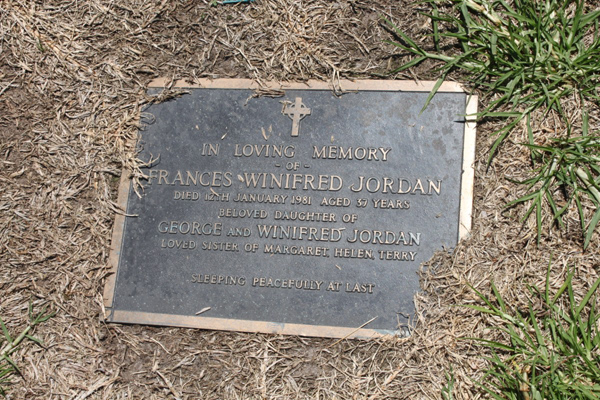 IN LOVING MEMORY
- OF -
FRANCES WINIFRED JORDAN
DIED 12TH JANUARY 1981 AGED 37 YEARS
BELOVED DAUGHTER OF
GEORGE AND WINIFRED JORDAN
LOVED SISTER OF MARGARET, HELEN, TERRY
SLEEPING PEACEFULLY AT LAST